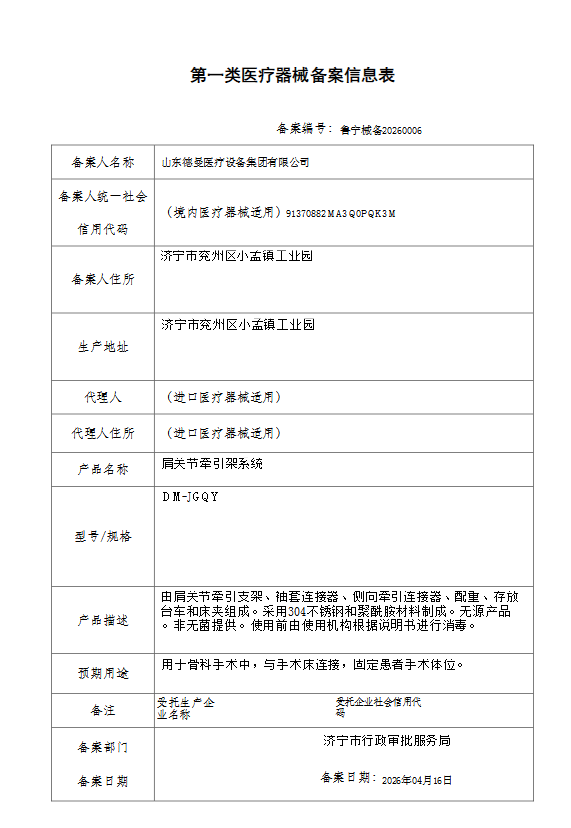 第一类医疗器械备案信息表
备案编号：鲁宁械备20260006
备案人名称 山东德曼医疗设备集团有限公司
备案人统一社会
信用代码
（境内医疗器械适用）91370882MA3Q0PQK3M
备案人住所 济宁市兖州区小孟镇工业园
生产地址 济宁市兖州区小孟镇工业园
代理人 （进口医疗器械适用）
代理人住所 （进口医疗器械适用）
产品名称 肩关节牵引架系统
型号/规格 DM-JGQY
产品描述
由肩关节牵引支架、袖套连接器、侧向牵引连接器、配重、存放
台车和床夹组成。采用304不锈钢和聚酰胺材料制成。无源产品
。非无菌提供。使用前由使用机构根据说明书进行消毒。
预期用途 用于骨科手术中，与手术床连接，固定患者手术体位。
备注
受托生产企
业名称
受托企业社会信用代
码
备案部门 济宁市行政审批服务局
备案日期 备案日期：2026年04月16日